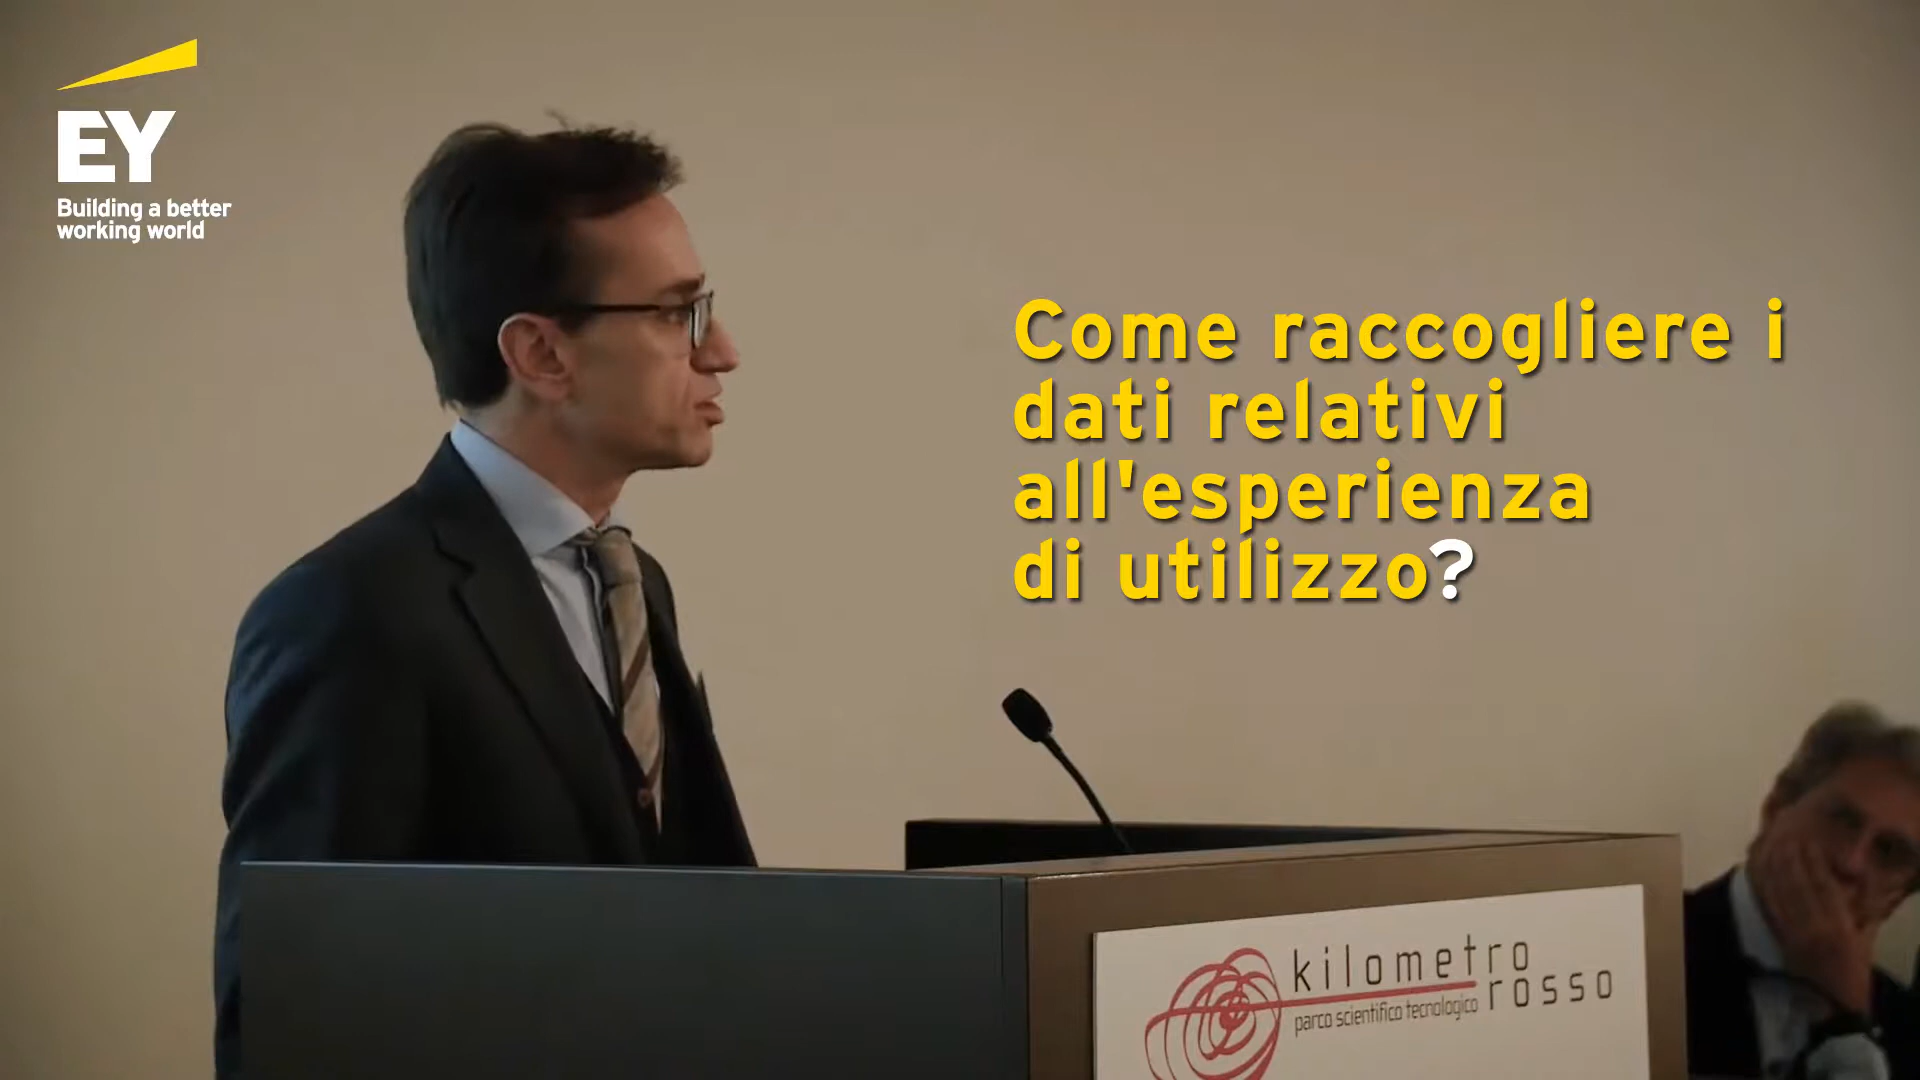 EY
Building a better
working world
Come raccogliere i
dati relativi
all'esperienza
di utilizzo?
kilometro
rosso
parco scientifico tecnologico